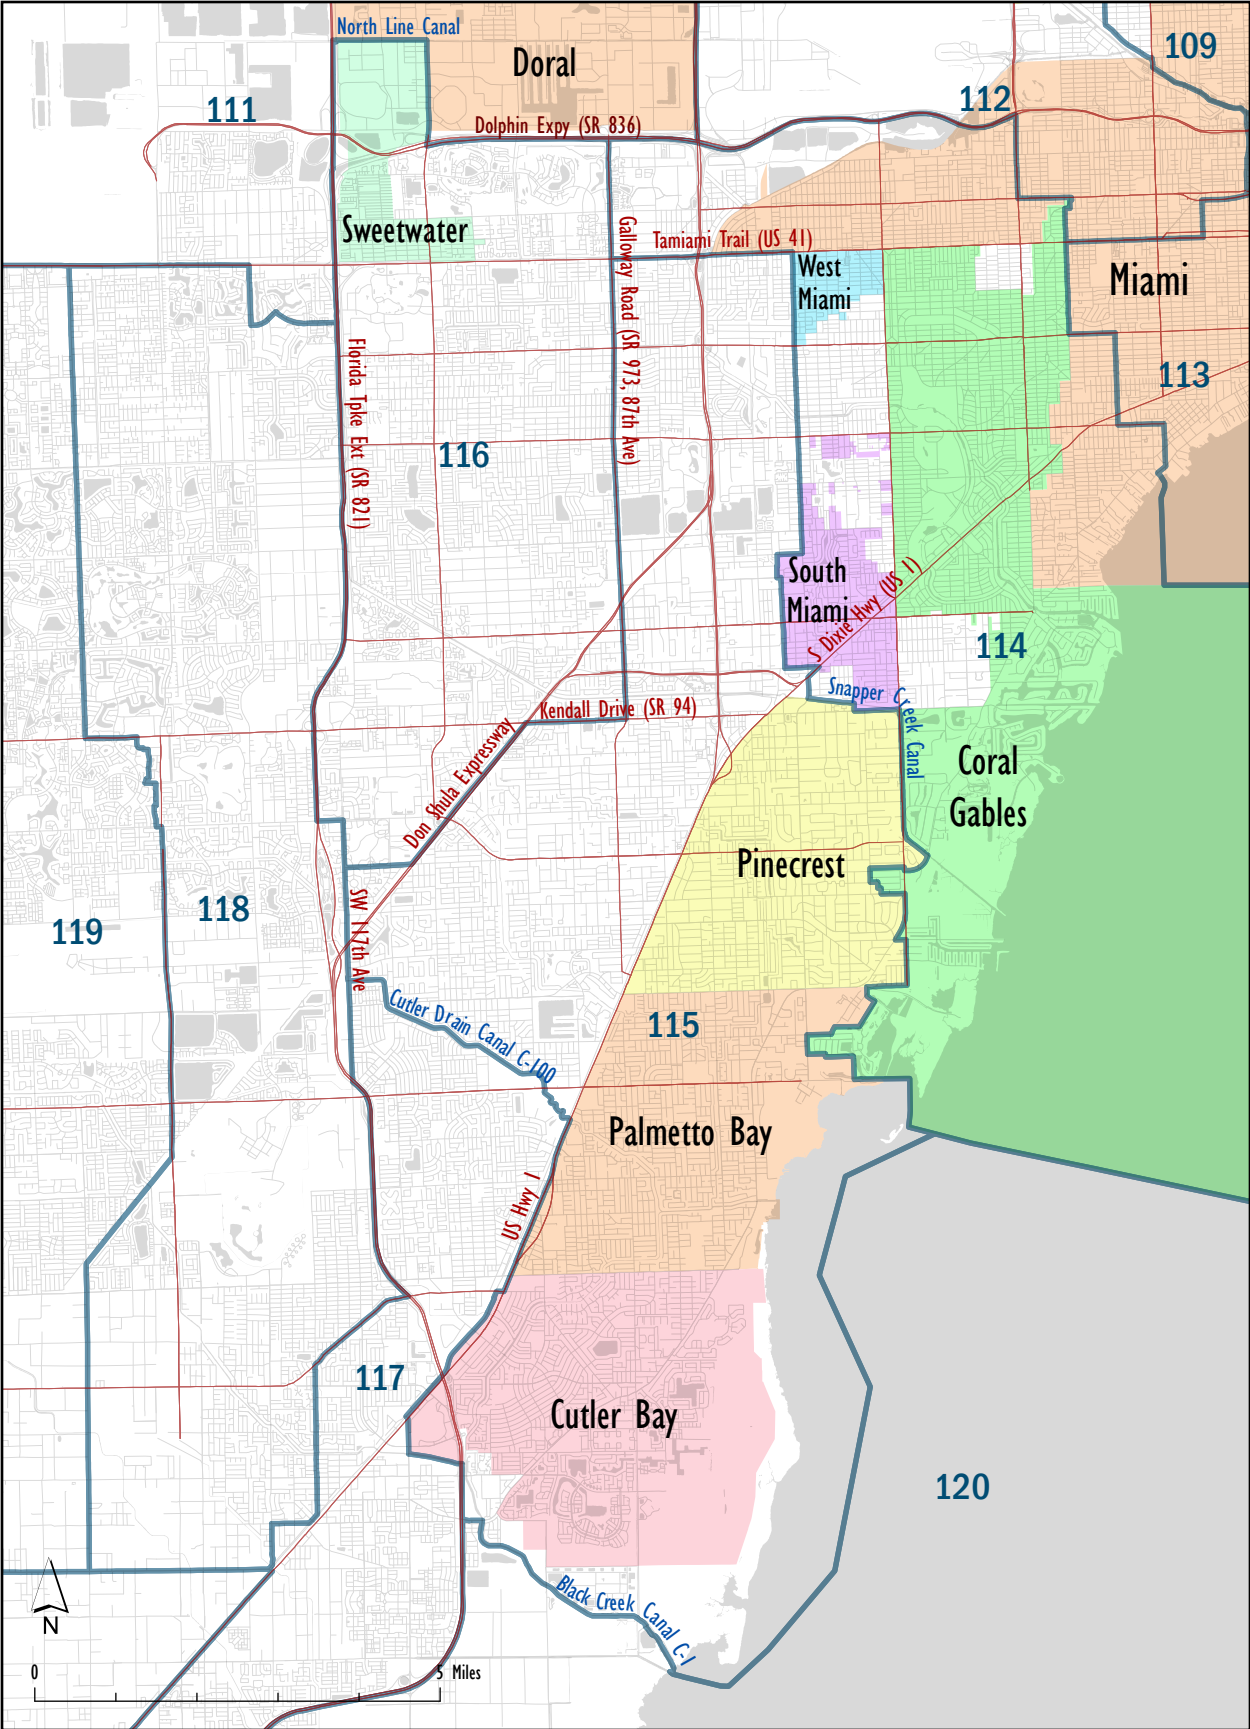 North Line Canal
Doral
109
111
112
Dolphin Expy (SR 836)
Sweetwater
Tamiami Trail (US 41)
West
Miami
Miami
Galloway Road (SR 973, 87th Ave)
Florida Tpke Ext (SR 821)
113
116
South
Miami
S Dixie Hwy (US 1)
114
Snapper Creek Canal
Kendall Drive (SR 94)
Don Shula Expressway
Coral
Gables
Pinecrest
119
118
SW 117th Ave
Cutler Drain Canal C-100
115
Palmetto Bay
US Hwy 1
117
Cutler Bay
120
Black Creek Canal C-1
N
0
5 Miles